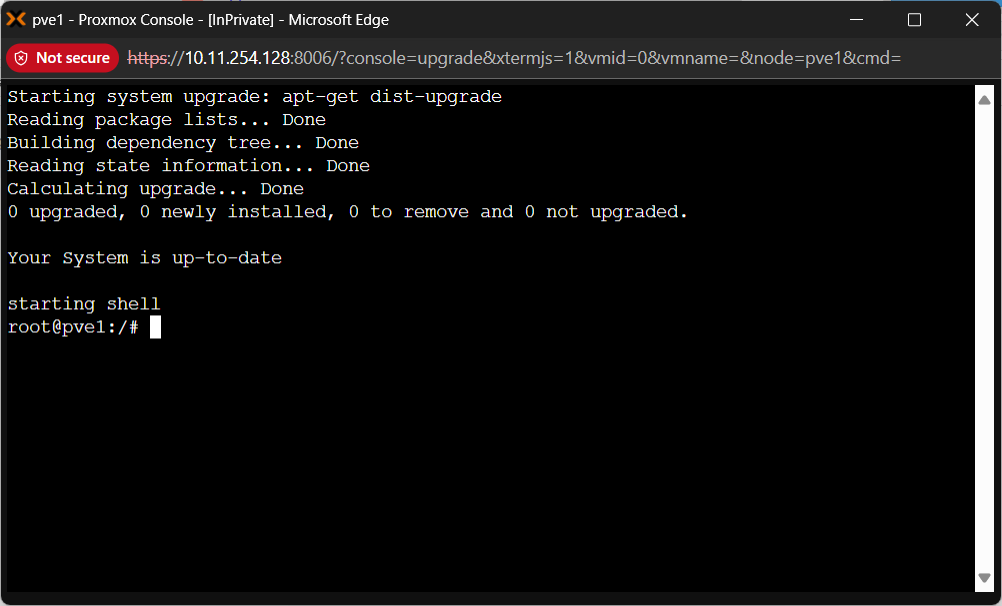 pve1 - Proxmox Console - [InPrivate] - Microsoft Edge
Not secure https://10.11.254.128:8006/?console=upgrade&xtermjs=1&vmid=0&vmname=&node=pve1&cmd=
Starting system upgrade: apt-get dist-upgrade
Reading package lists... Done
Building dependency tree... Done
Reading state information... Done
Calculating upgrade... Done
0 upgraded, 0 newly installed, 0 to remove and 0 not upgraded.
Your System is up-to-date
starting shell
root@pve1:/#